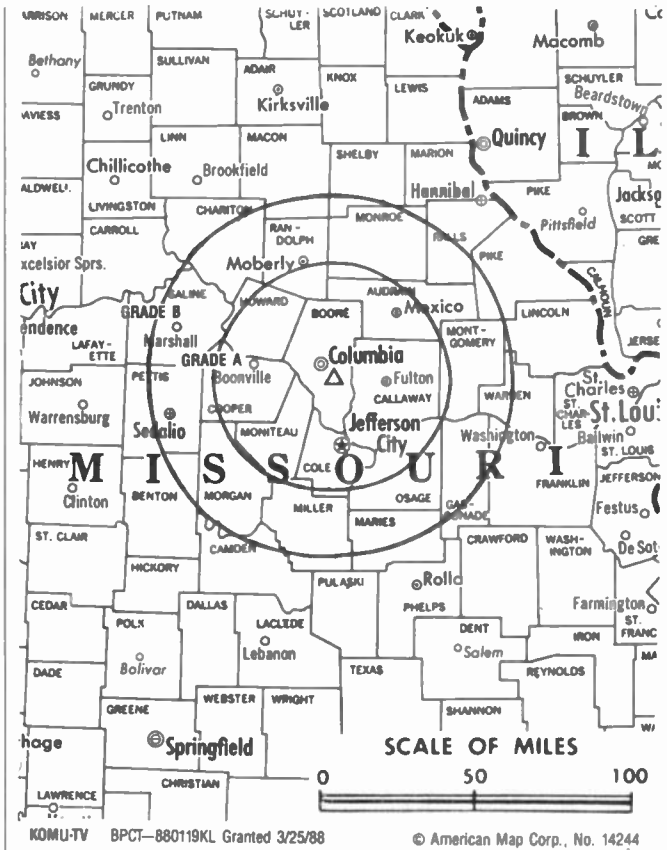 ARRISON MERCER PUTNAM SCHUY- LER SCOTLAND CLARK
Keokuk Macomb
Bethany SULLIVAN ADAIR KNOX LEWIS SCHUYLER
GRUNDY Kirksville ADAMS Beardstown
AVIESS Trenton BROWN
LINN MACON Quincy I L
SHELBY MARION
Chillicothe Brookfield
ALDWELL LIVINGSTON CHARITON Hannibal PIKE Jackso
CARROLL MONROE Pittsfield SCOTT
RAN- DOLPH RALLS GRE
AY PIKE
xcelsior Sprs. Moberly
City SALINE HOWARD AUDRAIN CALHOUN
GRADE B BOONE Mexico LINCOLN
endence Marshall MONT- GOMERY
LAFAY- ETTE GRADE A Columbia JERSE
JOHNSON PETTIS Boonville Fulton St. Charles
CALLAWAY WARREN ST. CHAR- LES St. Loui
Warrensburg COOPER Ballwin
Sedalia MONITEAU Jefferson City Washington
ST. LOUIS
HENRY M I S S O U R I
COLE FRANKLIN JEFFERSON
Clinton BENTON MORGAN OSAGE
MILLER GAS- CONADE Festus
ST. CLAIR MARIES
CAMDEN CRAWFORD WASH- INGTON De Sot
HICKORY PULASKI Rolla
CEDAR DALLAS PHELPS Farmington
POLK LACLEDE DENT ST. FRANC
Lebanon IRON
Bolivar Salem MA
DADE TEXAS REYNOLDS
GREENE WEBSTER WRIGHT
SHANNON
hage Springfield SCALE OF MILES
CHRISTIAN 0 50 100
LAWRENCE
KOMU-TV BPCT—880119KL Granted 3/25/88 © American Map Corp., No. 14244